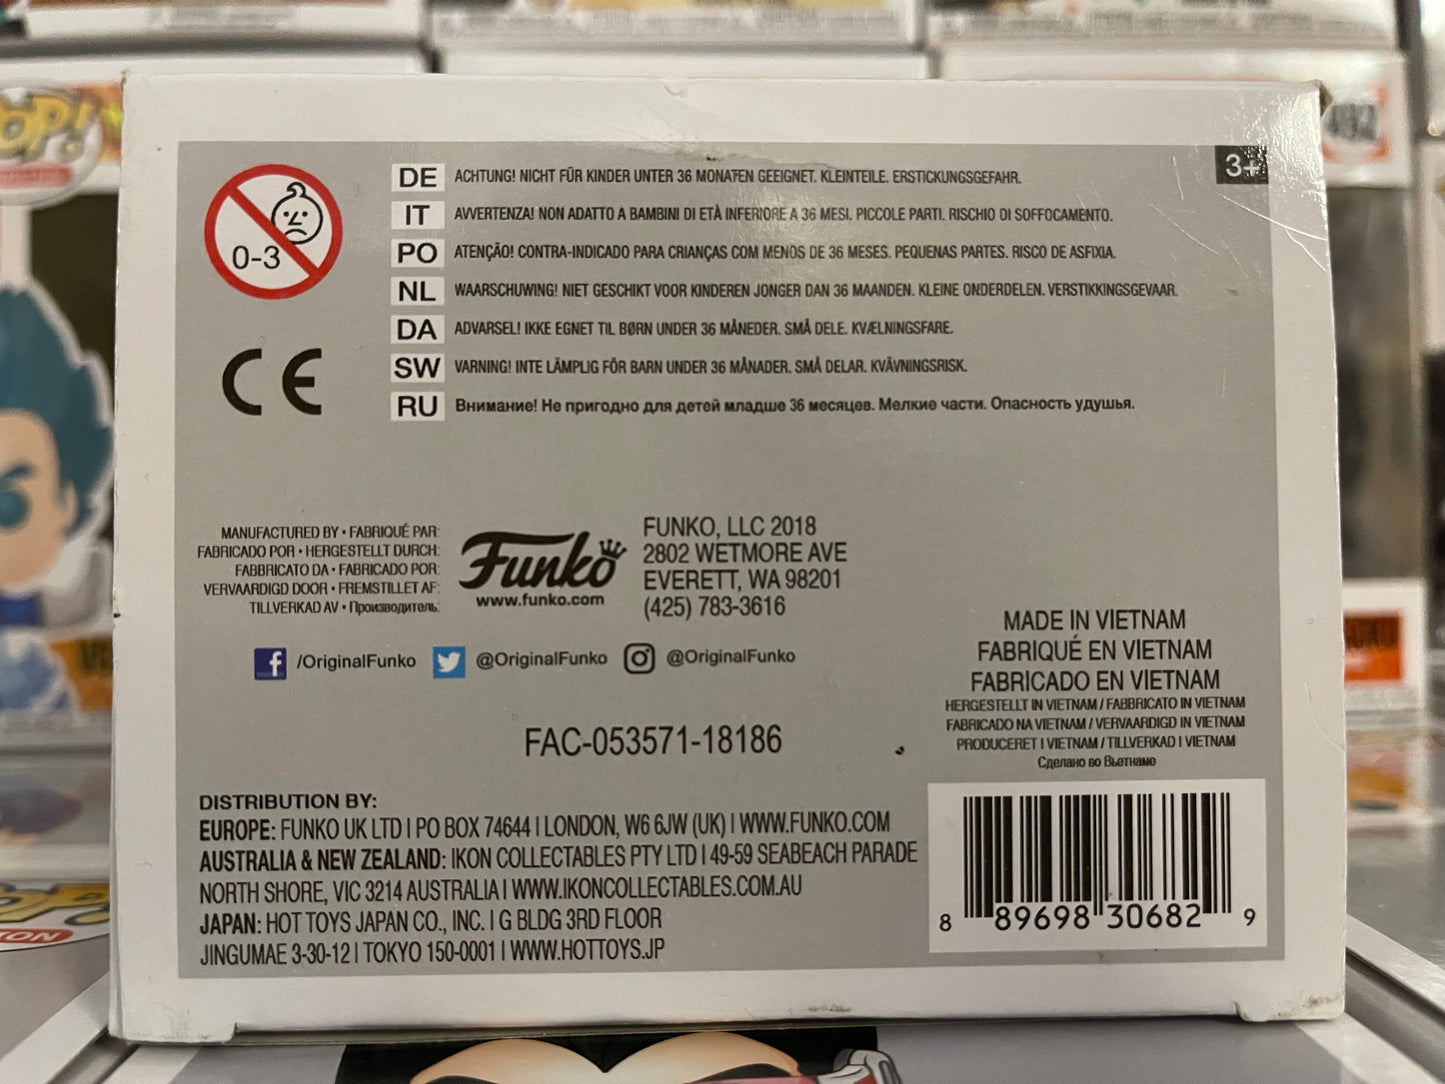 POP!
492
3+
0-3
DE ACHTUNG! NICHT FÜR KINDER UNTER 36 MONATEN GEEIGNET. KLEINTEILE. ERSTICKUNGSGEFAHR.
IT AVVERTENZA! NON ADATTO A BAMBINI DI ETÀ INFERIORE A 36 MESI. PICCOLE PARTI. RISCHIO DI SOFFOCAMENTO.
PO ATENÇÃO! CONTRA-INDICADO PARA CRIANÇAS COM MENOS DE 36 MESES. PEQUENAS PARTES. RISCO DE ASFIXIA.
NL WAARSCHUWING! NIET GESCHIKT VOOR KINDEREN JONGER DAN 36 MAANDEN. KLEINE ONDERDELEN. VERSTIKKINGSGEVAAR.
DA ADVARSEL! IKKE EGNET TIL BØRN UNDER 36 MÅNEDER. SMÅ DELE. KVÆLNINGSFARE.
SW VARNING! INTE LÄMPLIG FÖR BARN UNDER 36 MÅNADER. SMÅ DELAR. KVÄVNINGSRISK.
RU Внимание! Не пригодно для детей младше 36 месяцев. Мелкие части. Опасность удушья.
CE
MANUFACTURED BY • FABRIQUÉ PAR:
FABRICADO POR • HERGESTELLT DURCH:
FABBRICATO DA • FABRICADO POR:
VERVAARDIGD DOOR • FREMSTILLET AF:
TILLVERKAD AV • Производитель:
Funko
www.funko.com
FUNKO, LLC 2018
2802 WETMORE AVE
EVERETT, WA 98201
(425) 783-3616
/OriginalFunko @OriginalFunko @OriginalFunko
MADE IN VIETNAM
FABRIQUÉ EN VIETNAM
FABRICADO EN VIETNAM
HERGESTELLT IN VIETNAM / FABBRICATO IN VIETNAM
FABRICADO NA VIETNAM / VERVAARDIGD IN VIETNAM
PRODUCERET I VIETNAM / TILLVERKAD I VIETNAM
Сделано во Вьетнаме
FAC-053571-18186
DISTRIBUTION BY:
EUROPE: FUNKO UK LTD | PO BOX 74644 | LONDON, W6 6JW (UK) | WWW.FUNKO.COM
AUSTRALIA & NEW ZEALAND: IKON COLLECTABLES PTY LTD | 49-59 SEABEACH PARADE
NORTH SHORE, VIC 3214 AUSTRALIA | WWW.IKONCOLLECTABLES.COM.AU
JAPAN: HOT TOYS JAPAN CO., INC. | G BLDG 3RD FLOOR
JINGUMAE 3-30-12 | TOKYO 150-0001 | WWW.HOTTOYS.JP
8 89698 30682 9